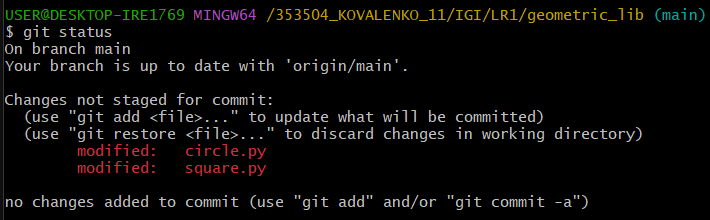 USER@DESKTOP-IRE1769 MINGW64 /353504_KOVALENKO_11/IGI/LR1/geometric_lib (main)
$ git status
On branch main
Your branch is up to date with 'origin/main'.

Changes not staged for commit:
  (use "git add <file>..." to update what will be committed)
  (use "git restore <file>..." to discard changes in working directory)
        modified:   circle.py
        modified:   square.py

no changes added to commit (use "git add" and/or "git commit -a")